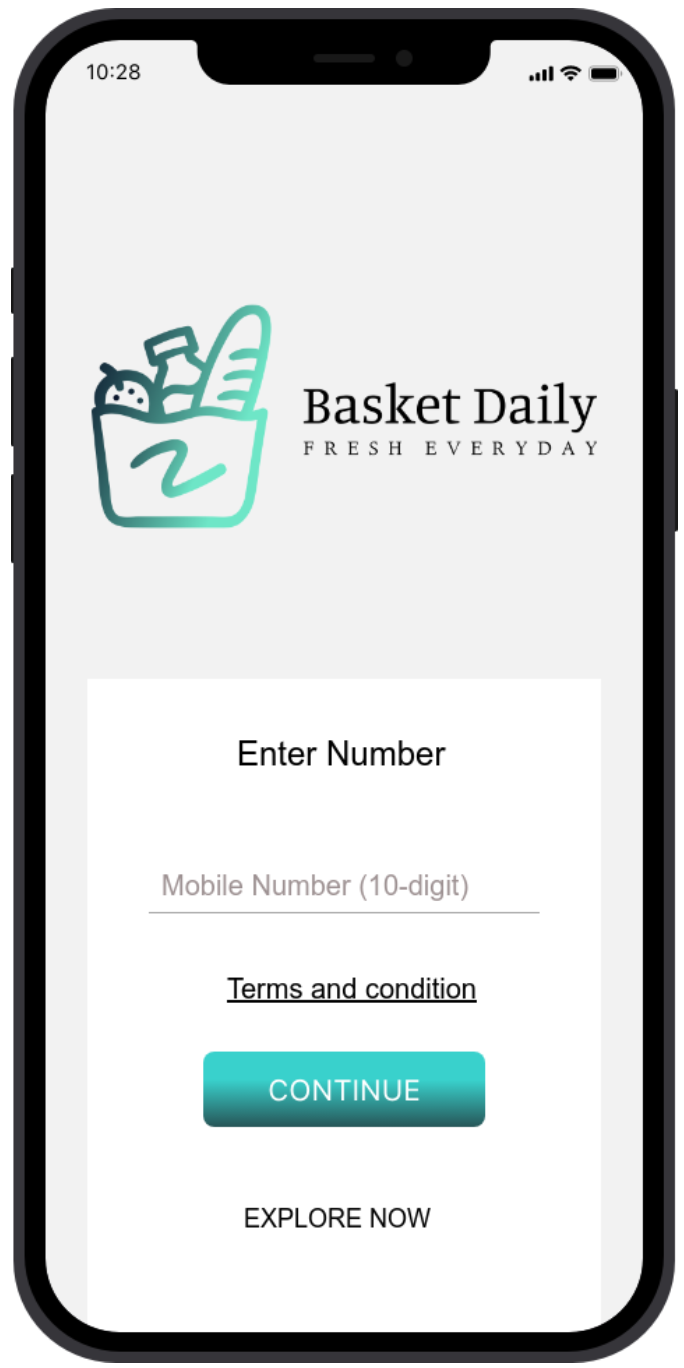 10:28
Basket Daily
FRESH EVERYDAY
Enter Number
Mobile Number (10-digit)
Terms and condition
CONTINUE
EXPLORE NOW